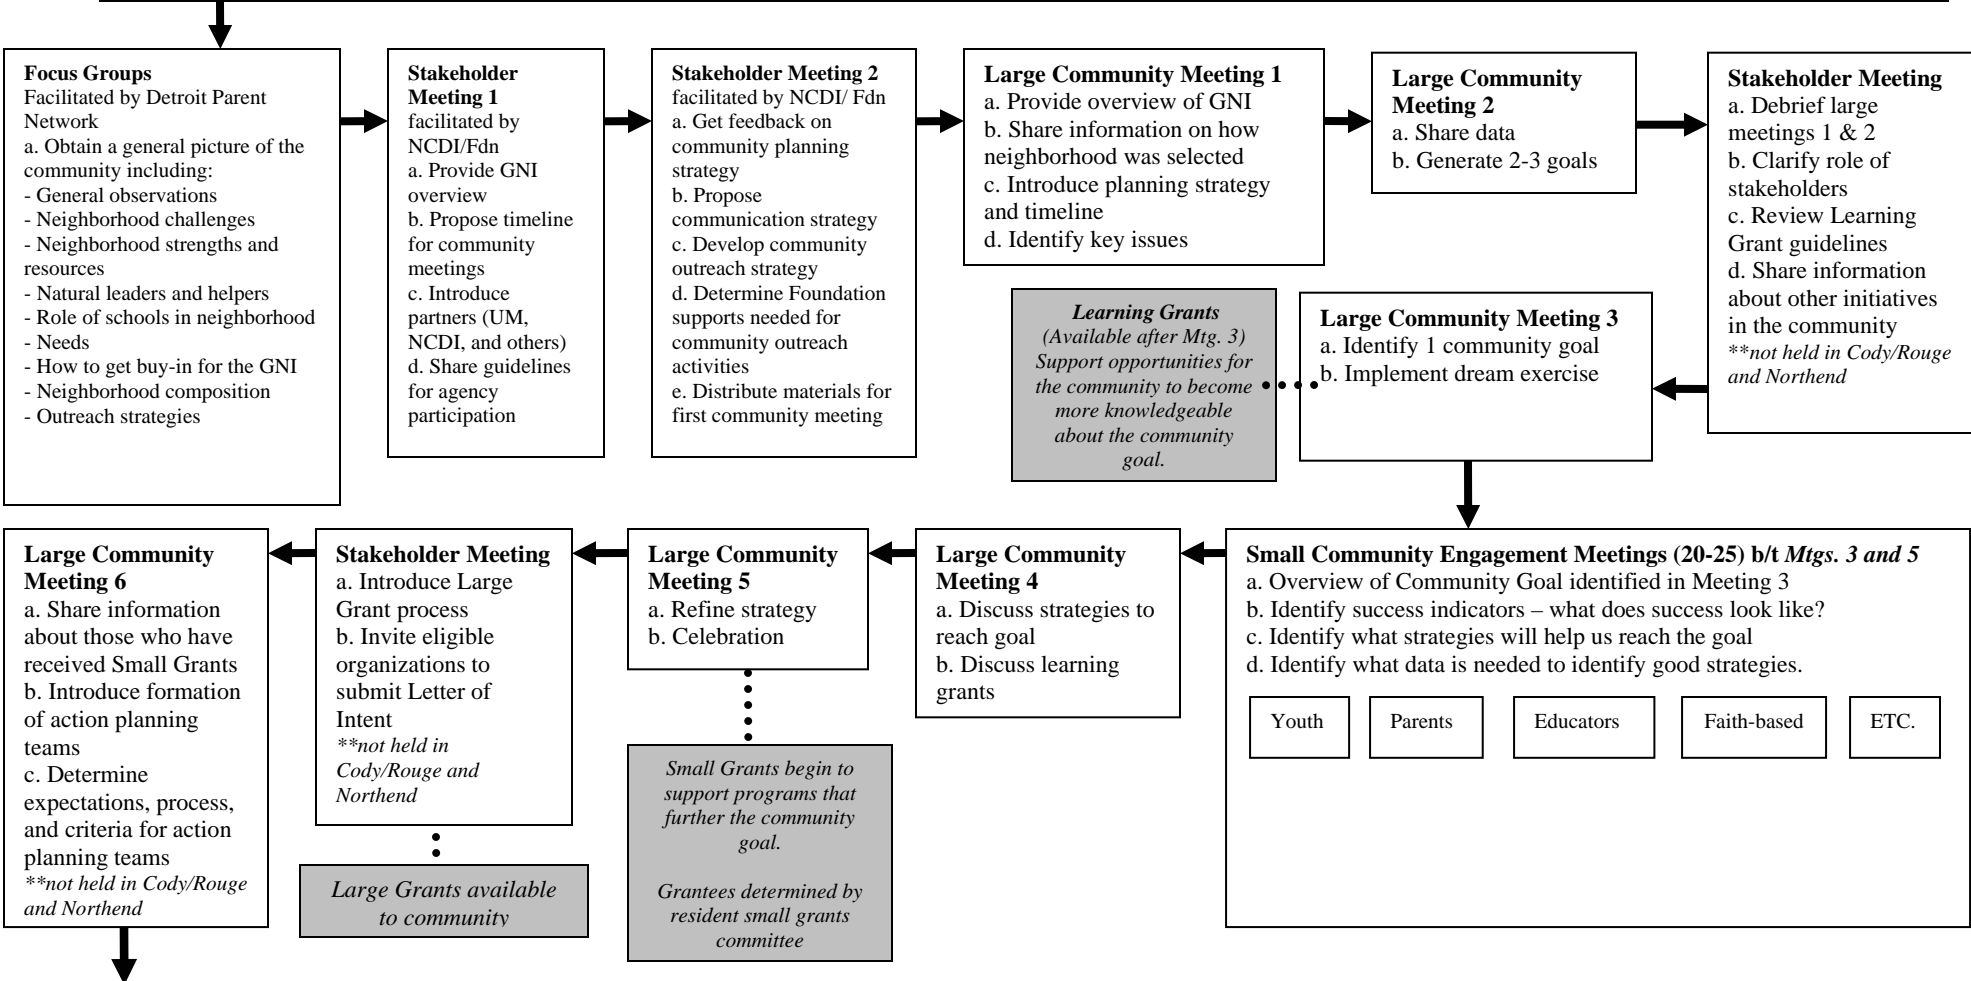 Focus Groups
Facilitated by Detroit Parent
Network
a. Obtain a general picture of the
community including:
- General observations
- Neighborhood challenges
- Neighborhood strengths and
resources
- Natural leaders and helpers
- Role of schools in neighborhood
- Needs
- How to get buy-in for the GNI
- Neighborhood composition
- Outreach strategies
Stakeholder
Meeting 1
facilitated by
NCDI/Fdn
a. Provide GNI
overview
b. Propose timeline
for community
meetings
c. Introduce
partners (UM,
NCDI, and others)
d. Share guidelines
for agency
participation
Stakeholder Meeting 2
facilitated by NCDI/ Fdn
a. Get feedback on
community planning
strategy
b. Propose
communication strategy
c. Develop community
outreach strategy
d. Determine Foundation
supports needed for
community outreach
activities
e. Distribute materials for
first community meeting
Large Community Meeting 1
a. Provide overview of GNI
b. Share information on how
neighborhood was selected
c. Introduce planning strategy
and timeline
d. Identify key issues
Large Community
Meeting 2
a. Share data
b. Generate 2-3 goals
Stakeholder Meeting
a. Debrief large
meetings 1 & 2
b. Clarify role of
stakeholders
c. Review Learning
Grant guidelines
d. Share information
about other initiatives
in the community
**not held in Cody/Rouge
and Northend
Large Community Meeting 3
a. Identify 1 community goal
b. Implement dream exercise
Learning Grants
(Available after Mtg. 3)
Support opportunities for
the community to become
more knowledgeable
about the community
goal.
Small Community Engagement Meetings (20-25) b/t Mtgs. 3 and 5
a. Overview of Community Goal identified in Meeting 3
b. Identify success indicators – what does success look like?
c. Identify what strategies will help us reach the goal
d. Identify what data is needed to identify good strategies.
Youth
Parents
Educators
Faith-based
ETC.
Large Community
Meeting 4
a. Discuss strategies to
reach goal
b. Discuss learning
grants
Large Community
Meeting 5
a. Refine strategy
b. Celebration
Small Grants begin to
support programs that
further the community
goal.
Grantees determined by
resident small grants
committee
Stakeholder Meeting
a. Introduce Large
Grant process
b. Invite eligible
organizations to
submit Letter of
Intent
**not held in
Cody/Rouge and
Northend
Large Grants available
to community
Large Community
Meeting 6
a. Share information
about those who have
received Small Grants
b. Introduce formation
of action planning
teams
c. Determine
expectations, process,
and criteria for action
planning teams
**not held in Cody/Rouge
and Northend